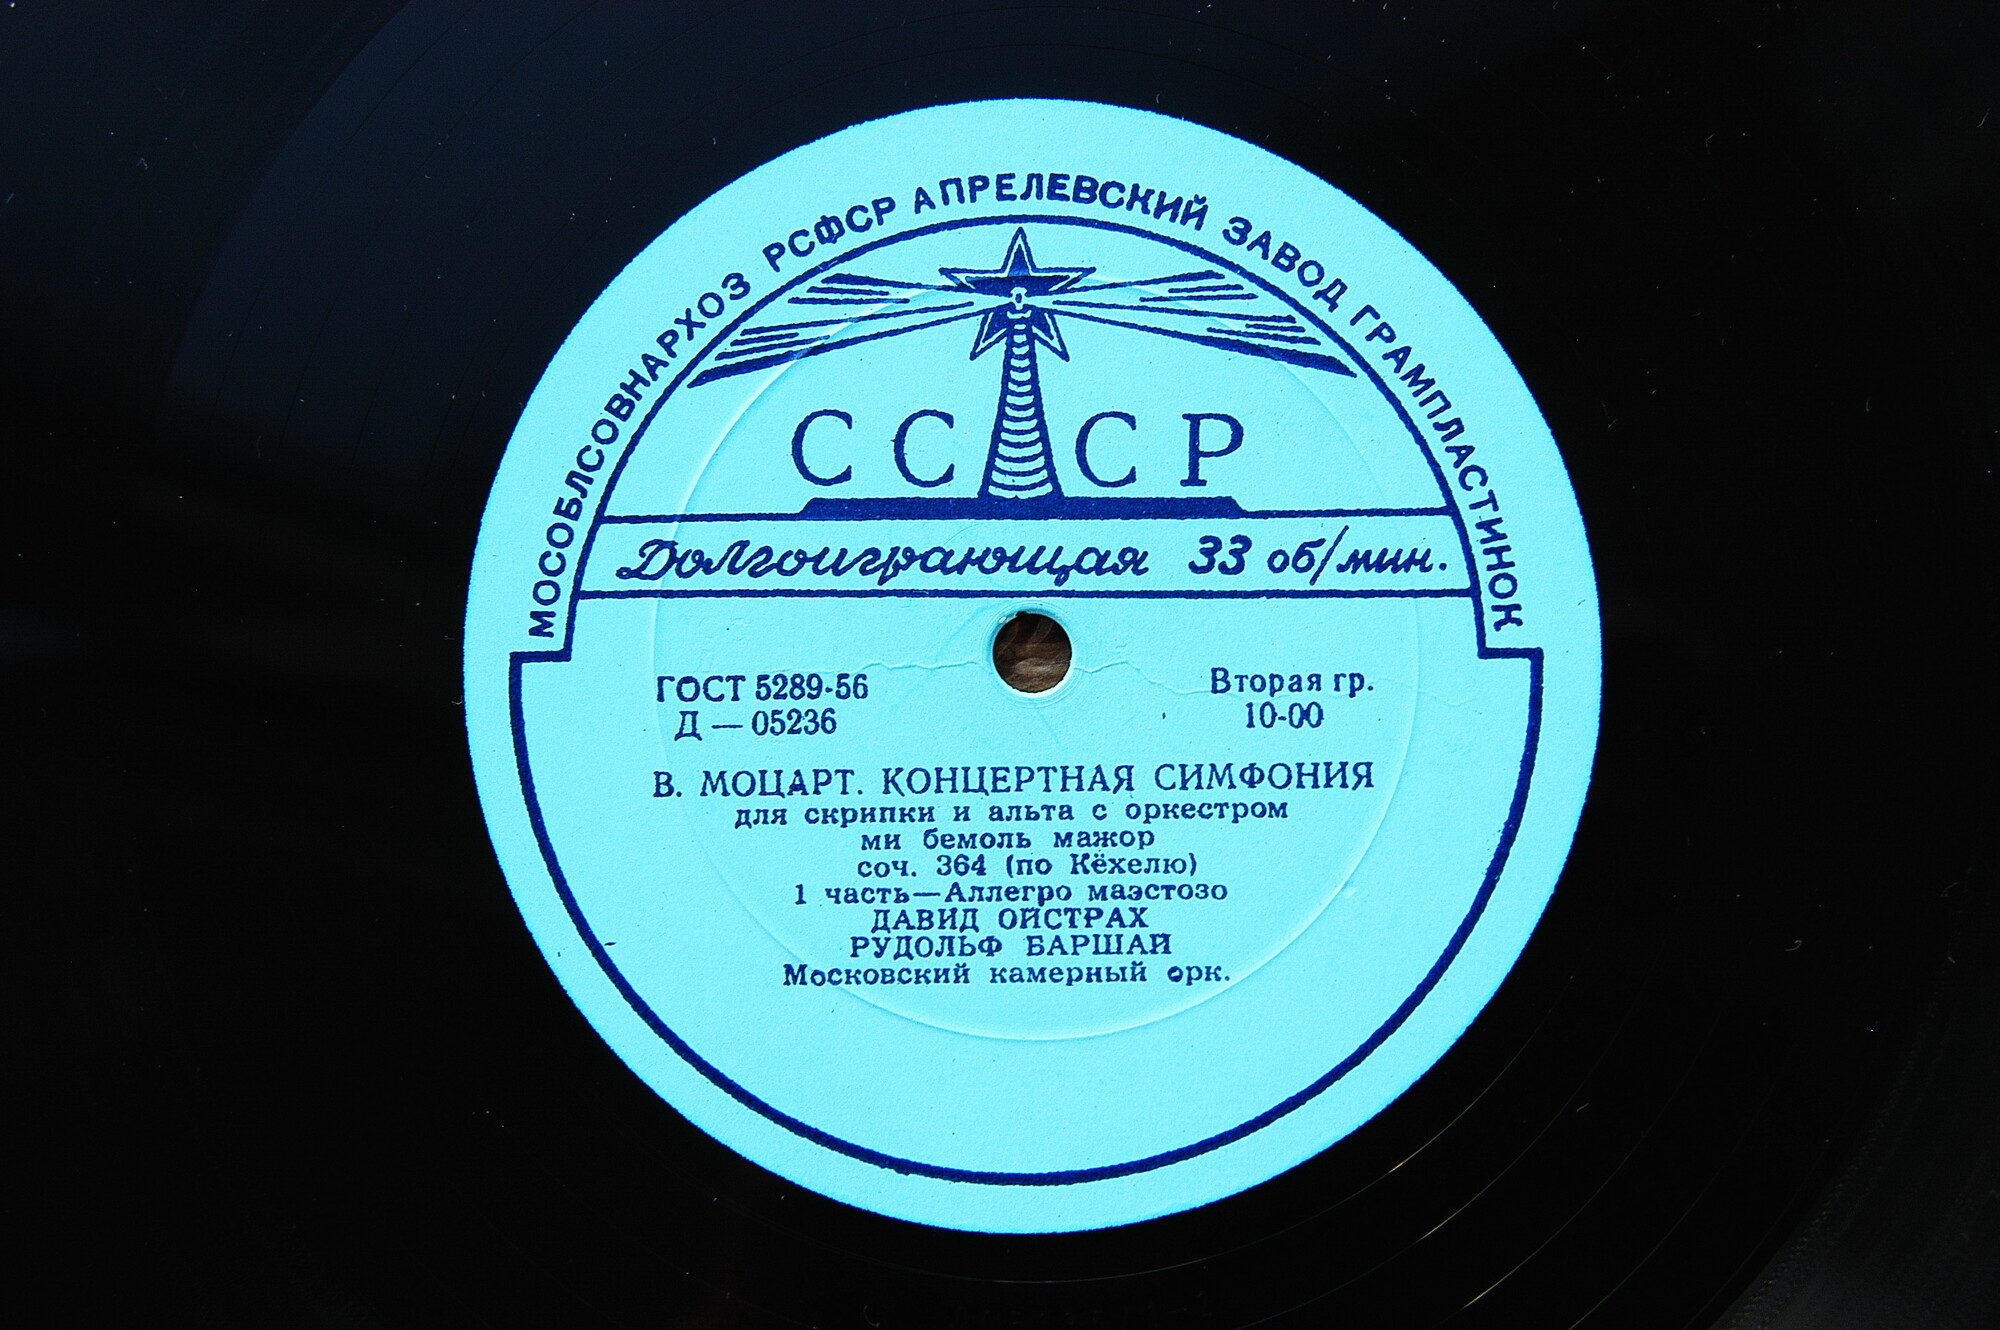 МОСОБЛСОВНАРХОЗ РСФСР АПРЕЛЕВСКИЙ ЗАВОД ГРАМПЛАСТИНОК
СССР
Долгоиграющая 33 об/мин.
ГОСТ 5289-56
Д — 05236
Вторая гр.
10-00
В. МОЦАРТ. КОНЦЕРТНАЯ СИМФОНИЯ
для скрипки и альта с оркестром
ми бемоль мажор
соч. 364 (по Кёхелю)
1 часть—Аллегро маэстозо
ДАВИД ОЙСТРАХ
РУДОЛЬФ БАРШАЙ
Московский камерный орк.